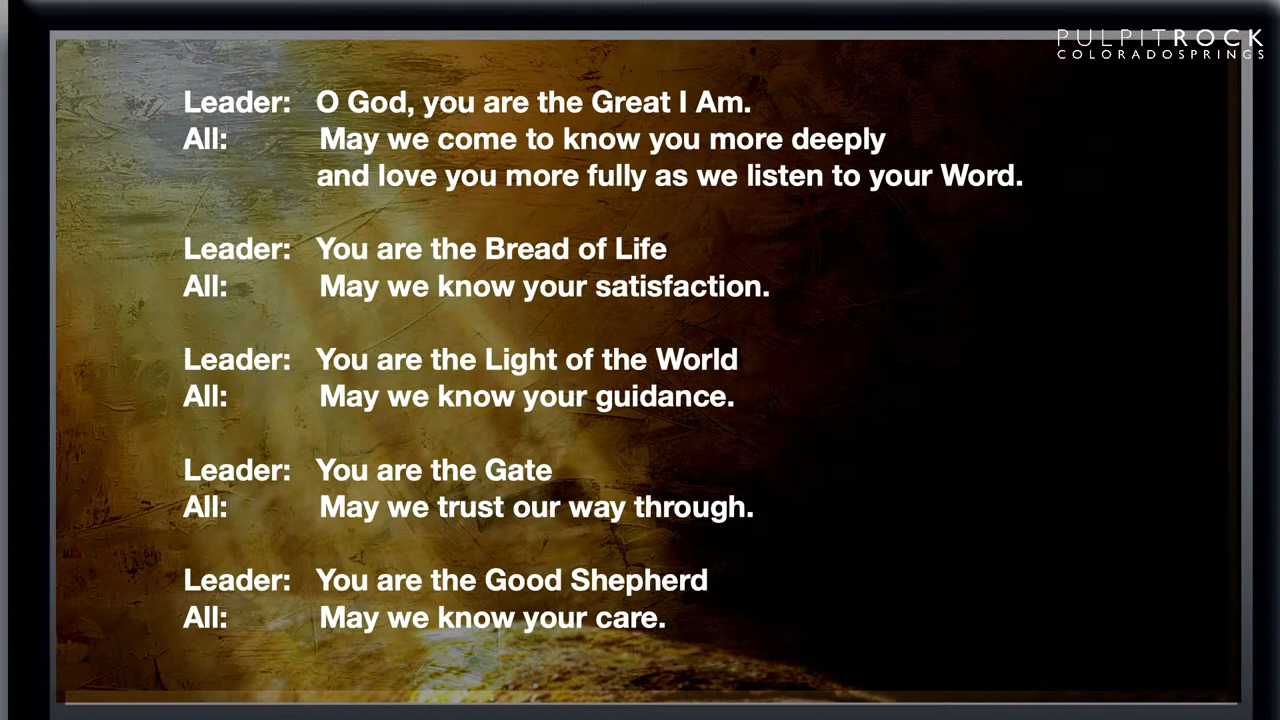 PULPITROCK
COLORADOSPRINGS
Leader: O God, you are the Great I Am.
All: May we come to know you more deeply
and love you more fully as we listen to your Word.
Leader: You are the Bread of Life
All: May we know your satisfaction.
Leader: You are the Light of the World
All: May we know your guidance.
Leader: You are the Gate
All: May we trust our way through.
Leader: You are the Good Shepherd
All: May we know your care.